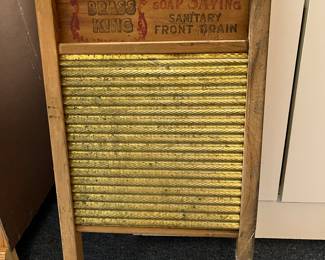 BRASS
KING
SOAP SAVING
SANITARY
FRONT DRAIN